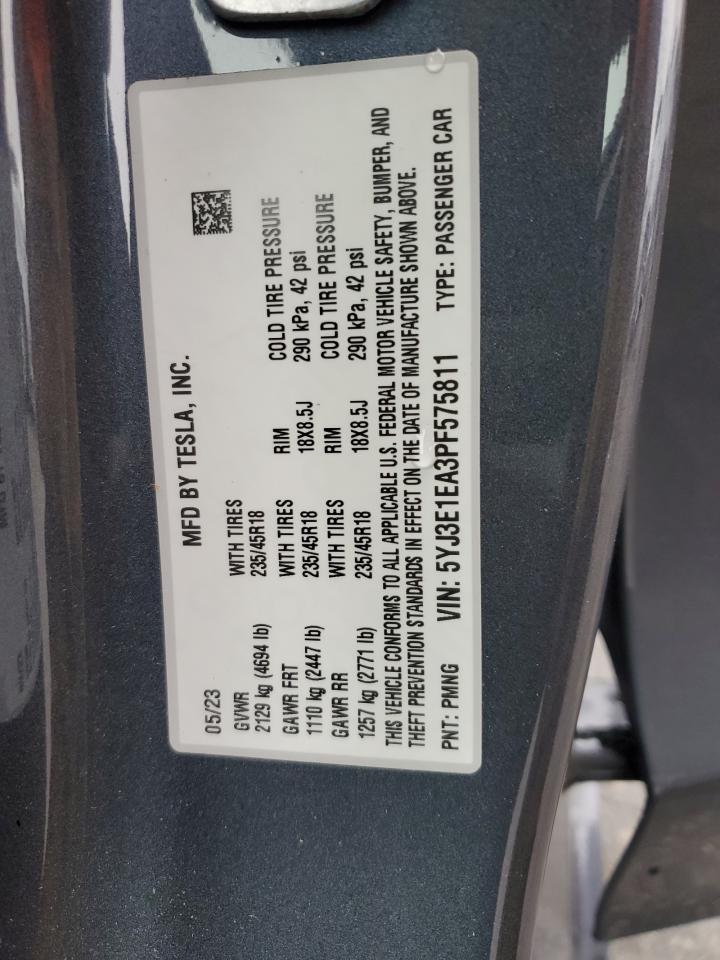 MFD BY TESLA, INC.
05/23
GVWR WITH TIRES
2129 kg (4694 lb) 235/45R18
GAWR FRT WITH TIRES RIM COLD TIRE PRESSURE
1110 kg (2447 lb) 235/45R18 18X8.5J 290 kPa, 42 psi
GAWR RR WITH TIRES RIM COLD TIRE PRESSURE
1257 kg (2771 lb) 235/45R18 18X8.5J 290 kPa, 42 psi
THIS VEHICLE CONFORMS TO ALL APPLICABLE U.S. FEDERAL MOTOR VEHICLE SAFETY, BUMPER, AND
THEFT PREVENTION STANDARDS IN EFFECT ON THE DATE OF MANUFACTURE SHOWN ABOVE.
PNT: PMNG VIN: 5YJ3E1EA3PF575811 TYPE: PASSENGER CAR